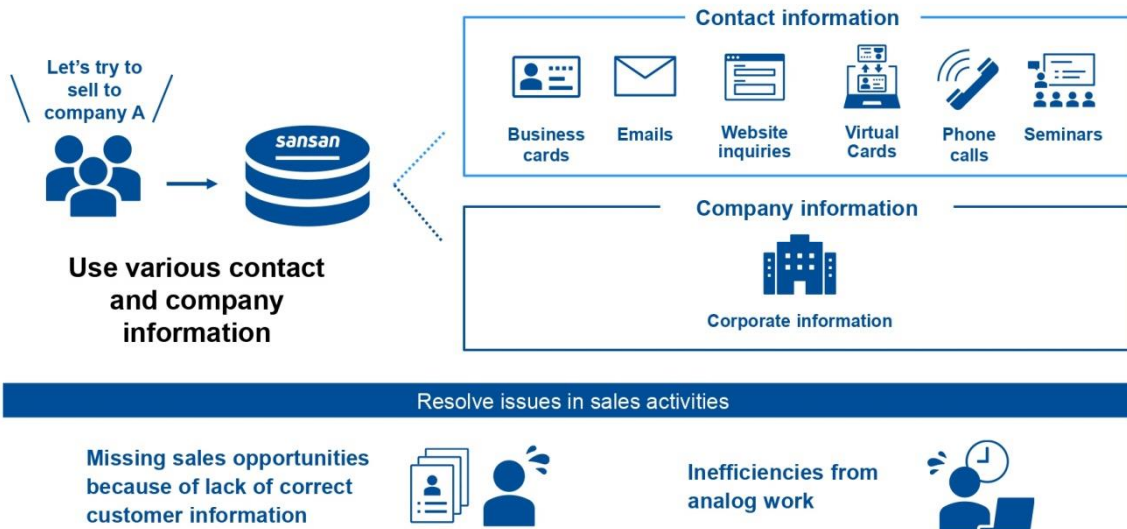 Let's try to
sell to
company A
sansan
Use various contact
and company
information
Contact information
Business
cards
Emails
Website
inquiries
Virtual
Cards
Phone
calls
Seminars
Company information
Corporate information
Resolve issues in sales activities
Missing sales opportunities
because of lack of correct
customer information
Inefficiencies from
analog work